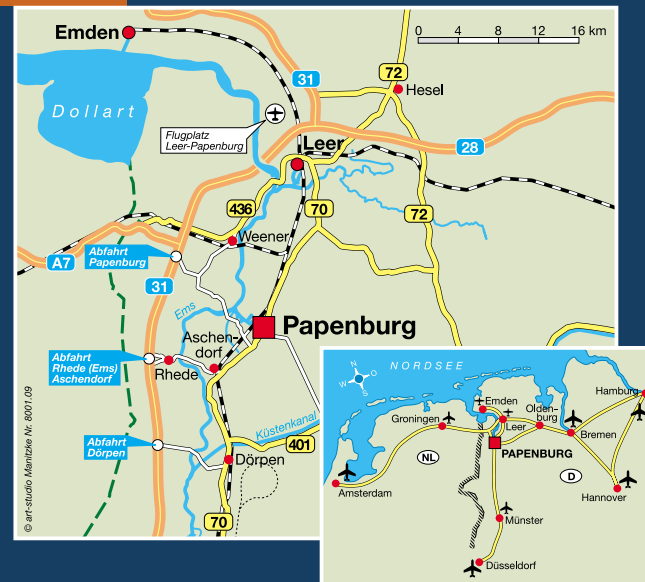 0 4 8 12 16 km
Emden
31
72
Hesel
Dollart
Flugplatz
Leer-Papenburg
Leer
28
436
70
72
Weener
Abfahrt
Papenburg
A7
31
Ems
Papenburg
Aschen-
dorf
Abfahrt
Rhede (Ems)
Aschendorf
Rhede
Küstenkanal
401
Abfahrt
Dörpen
Dörpen
70
© art-studio Manitzke Nr. 8001.09
N
W
O
S
NORDSEE
Emden
Hamburg
Groningen
Leer
Olden-
burg
Bremen
PAPENBURG
NL
D
Amsterdam
Hannover
Münster
Düsseldorf